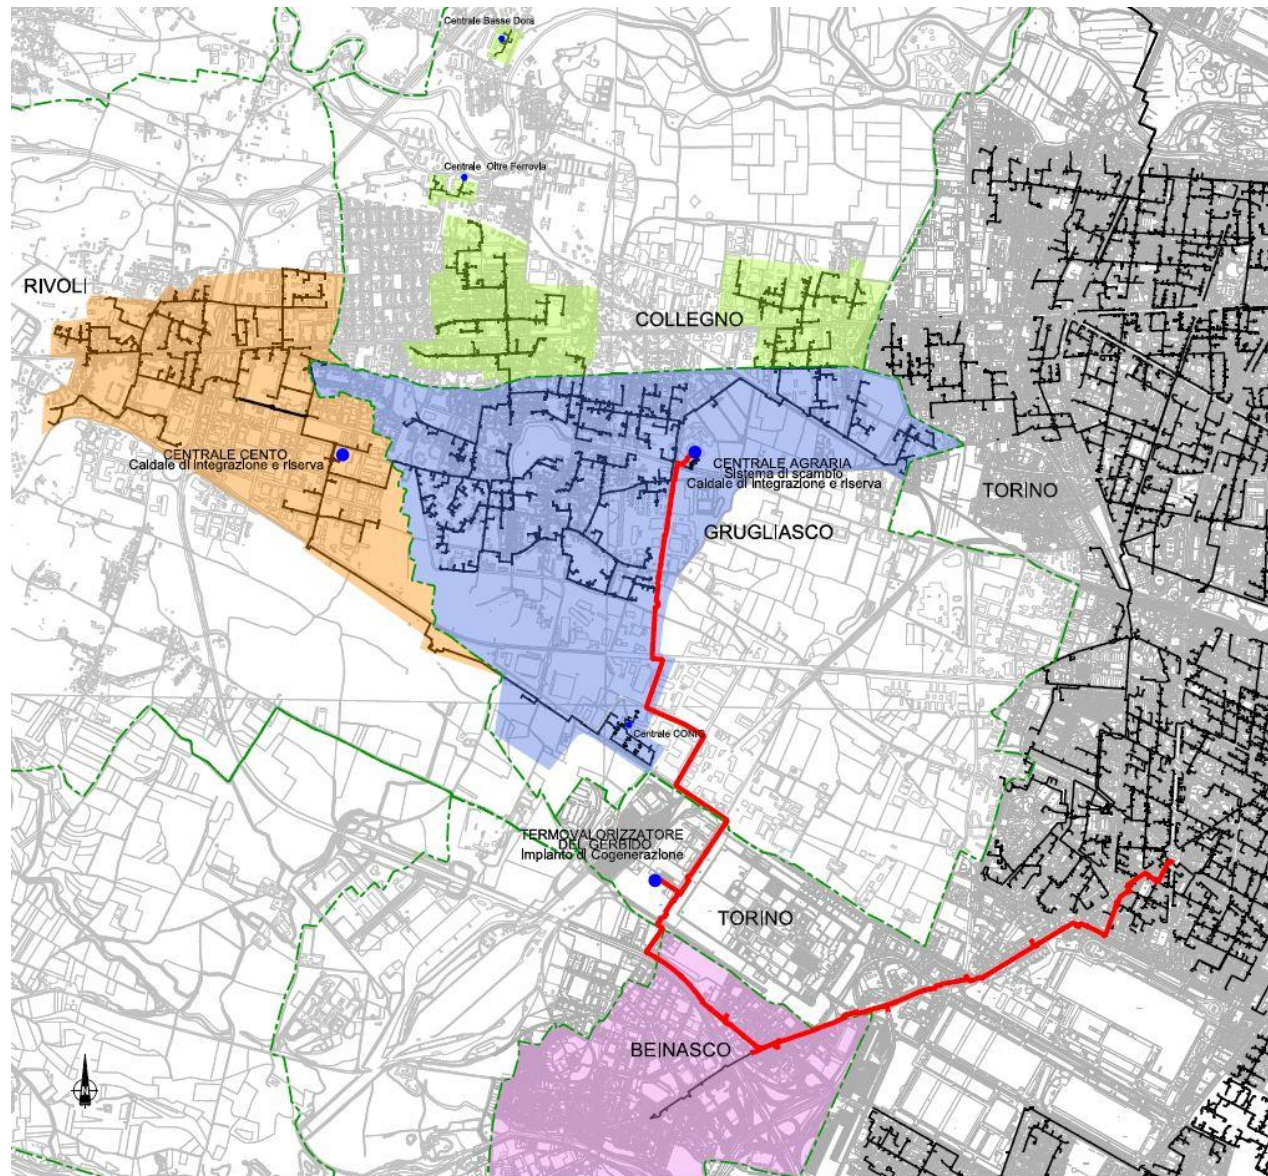 Centrale Basse Dora
Centrale Oltre Ferrovia
RIVOLI
COLLEGNO
CENTRALE CENTO
Caldaie di integrazione e riserva
CENTRALE AGRARIA
Sistema di scambio
Caldaie di integrazione e riserva
TORINO
GRUGLIASCO
Centrale CONIC
TERMOVALORIZZATORE
DEL GERBIDO
Impianto di Cogenerazione
TORINO
BEINASCO
N